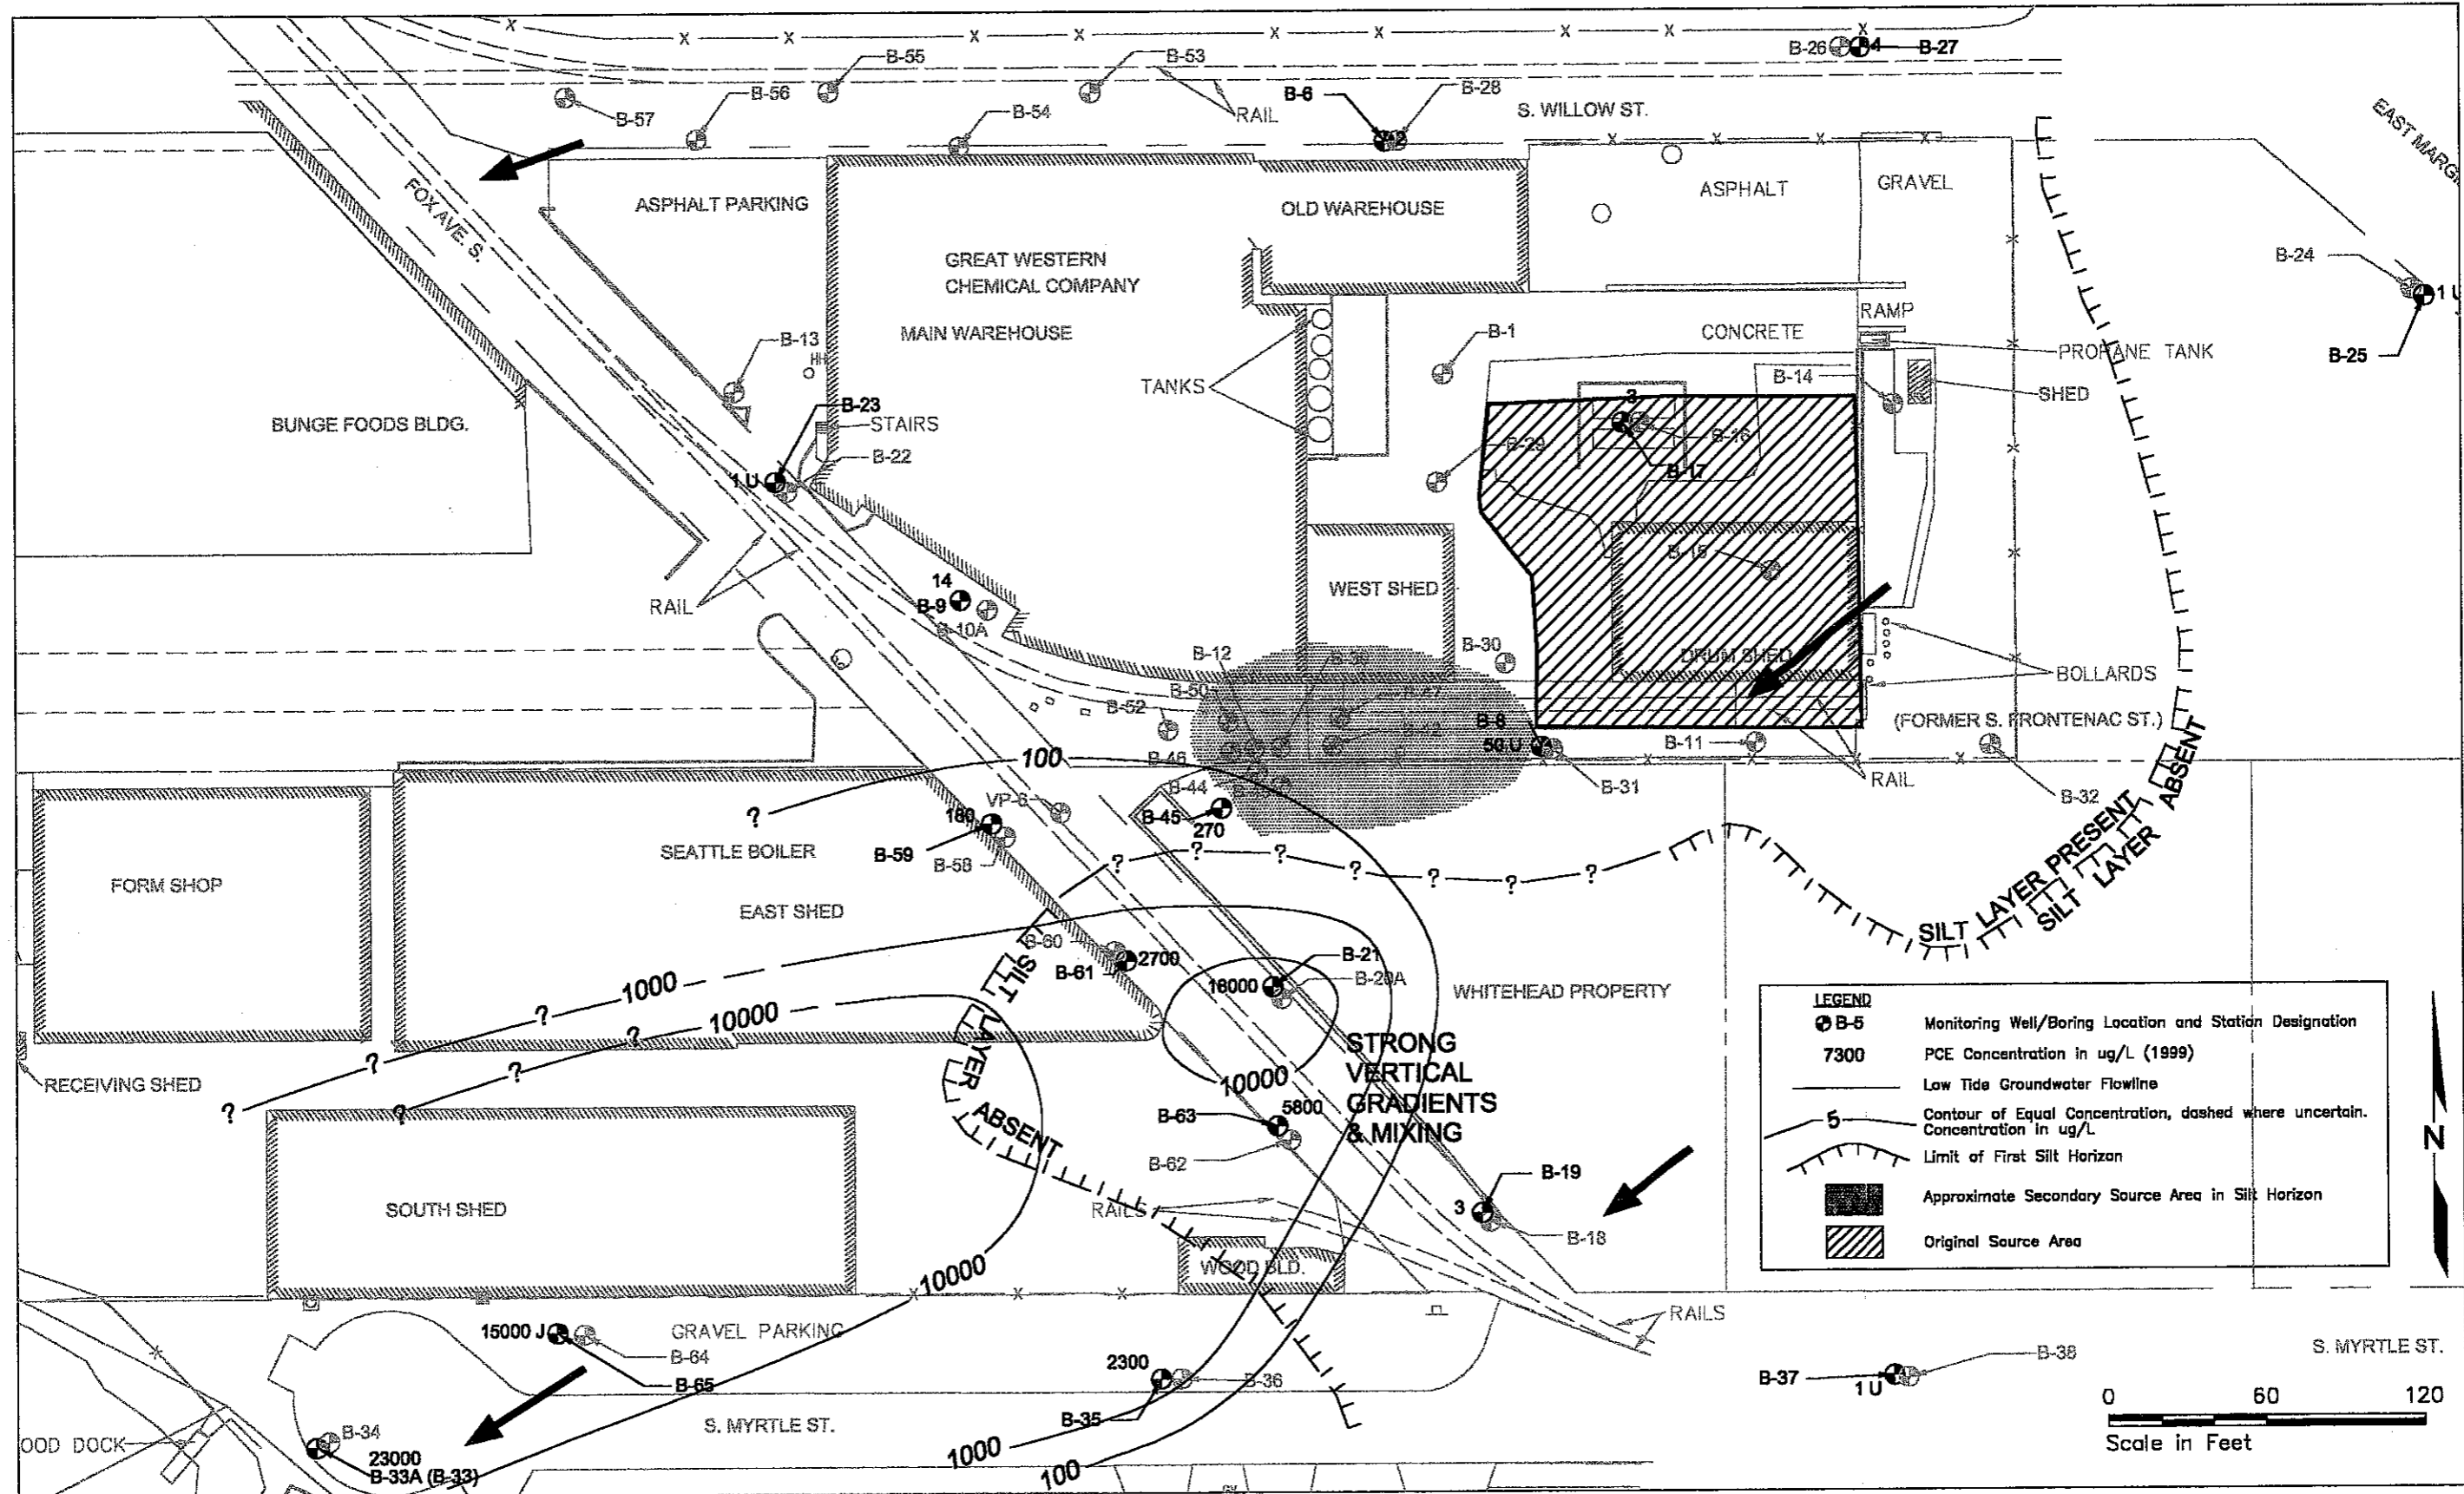 B-55
B-53
B-26
4
B-27
B-56
B-57
B-54
RAIL
B-6
B-28
2
S. WILLOW ST.
FOX AVE. S.
ASPHALT PARKING
OLD WAREHOUSE
ASPHALT
GRAVEL
GREAT WESTERN
CHEMICAL COMPANY
MAIN WAREHOUSE
B-24
1 U
B-25
RAMP
CONCRETE
PROPANE TANK
B-1
B-13
HH
TANKS
B-14
SHED
BUNGE FOODS BLDG.
B-23
STAIRS
B-22
1 U
3
B-16
B-29
B-17
B-15
WEST SHED
14
B-9
B-10A
RAIL
B-12
B-30
DRUM SHED
BOLLARDS
B-50
B-47
B-52
B-42
B-8
50 U
B-11
(FORMER S. FRONTENAC ST.)
B-46
100
B-44
B-31
RAIL
B-32
VP-6
?
180
B-45
270
B-59
B-58
SEATTLE BOILER
EAST SHED
FORM SHOP
? ? ? ? ? ? ?
SILT LAYER PRESENT
SILT LAYER ABSENT
B-60
2700
B-61
SILT LAYER ABSENT
B-21
18000
B-20A
WHITEHEAD PROPERTY
1000
?
10000
?
?
?
?
?
RECEIVING SHED
STRONG
VERTICAL
GRADIENTS
& MIXING
10000
B-63
5800
B-62
SOUTH SHED
RAILS
B-19
3
B-18
WOOD BLD.
10000
LEGEND
B-5
Monitoring Well/Boring Location and Station Designation
7300
PCE Concentration in ug/L (1999)
Low Tide Groundwater Flowline
5
Contour of Equal Concentration, dashed where uncertain.
Concentration in ug/L
Limit of First Silt Horizon
Approximate Secondary Source Area in Silt Horizon
Original Source Area
N
15000 J
GRAVEL PARKING
B-64
B-65
RAILS
S. MYRTLE ST.
2300
B-36
B-35
B-37
1 U
B-38
S. MYRTLE ST.
0 60 120
Scale in Feet
DOCK
B-34
23000
B-33A (B-33)
1000
100